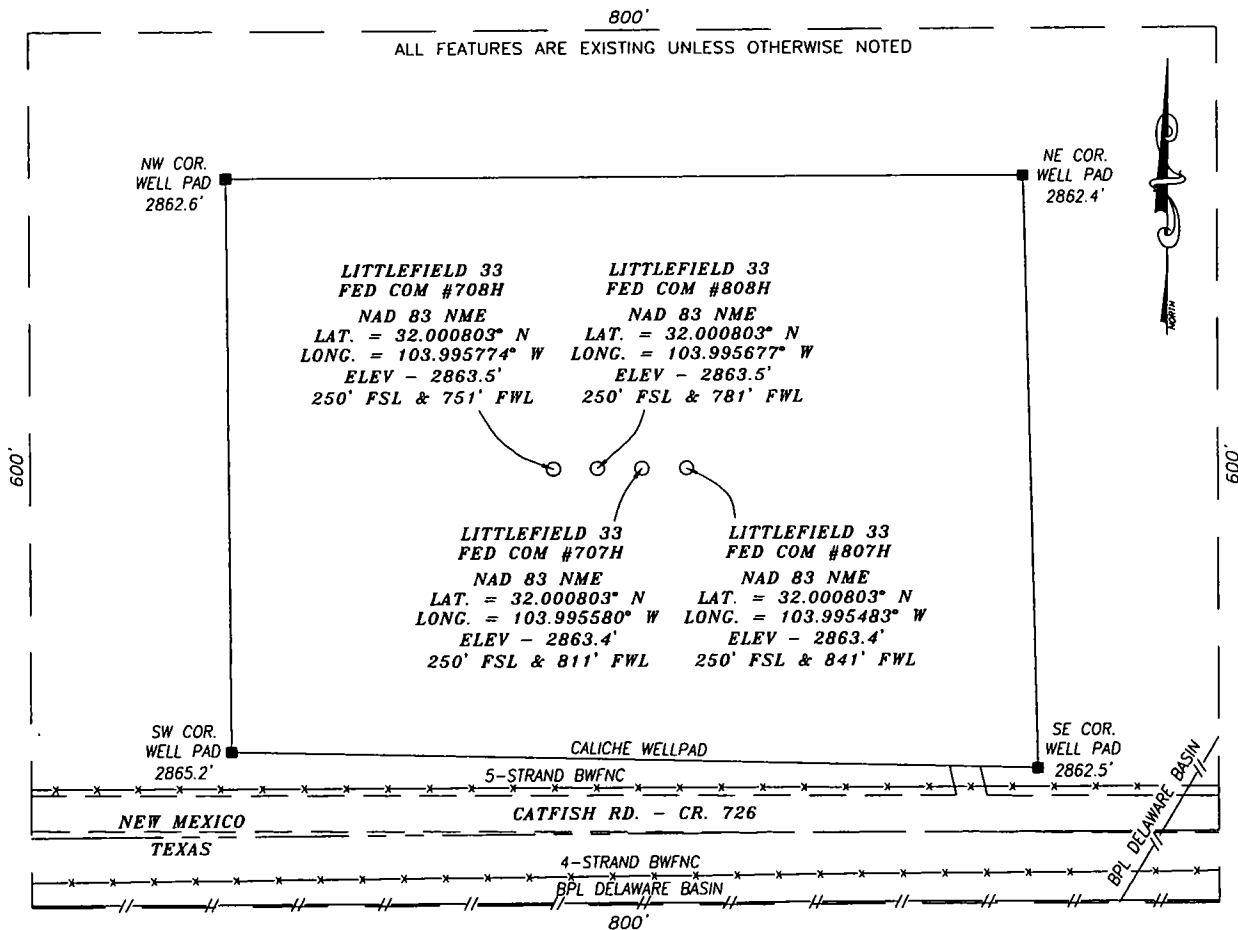 800'
ALL FEATURES ARE EXISTING UNLESS OTHERWISE NOTED
NW COR.
WELL PAD
2862.6'
NE COR.
WELL PAD
2862.4'
NORTH
LITTLEFIELD 33
FED COM #708H
NAD 83 NME
LAT. = 32.000803° N
LONG. = 103.995774° W
ELEV - 2863.5'
250' FSL & 751' FWL
LITTLEFIELD 33
FED COM #808H
NAD 83 NME
LAT. = 32.000803° N
LONG. = 103.995677° W
ELEV - 2863.5'
250' FSL & 781' FWL
600'
600'
LITTLEFIELD 33
FED COM #707H
NAD 83 NME
LAT. = 32.000803° N
LONG. = 103.995580° W
ELEV - 2863.4'
250' FSL & 811' FWL
LITTLEFIELD 33
FED COM #807H
NAD 83 NME
LAT. = 32.000803° N
LONG. = 103.995483° W
ELEV - 2863.4'
250' FSL & 841' FWL
SW COR.
WELL PAD
2865.2'
CALICHE WELLPAD
SE COR.
WELL PAD
2862.5'
5-STRAND BWFNC
NEW MEXICO
CATFISH RD. - CR. 726
TEXAS
4-STRAND BWFNC
BPL DELAWARE BASIN
BPL DELAWARE BASIN
800'